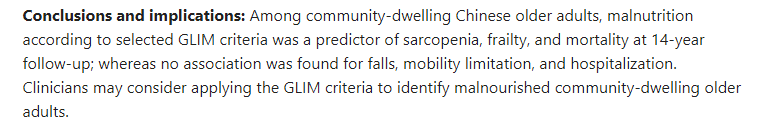 Conclusions and implications: Among community-dwelling Chinese older adults, malnutrition
according to selected GLIM criteria was a predictor of sarcopenia, frailty, and mortality at 14-year
follow-up; whereas no association was found for falls, mobility limitation, and hospitalization.
Clinicians may consider applying the GLIM criteria to identify malnourished community-dwelling older
adults.